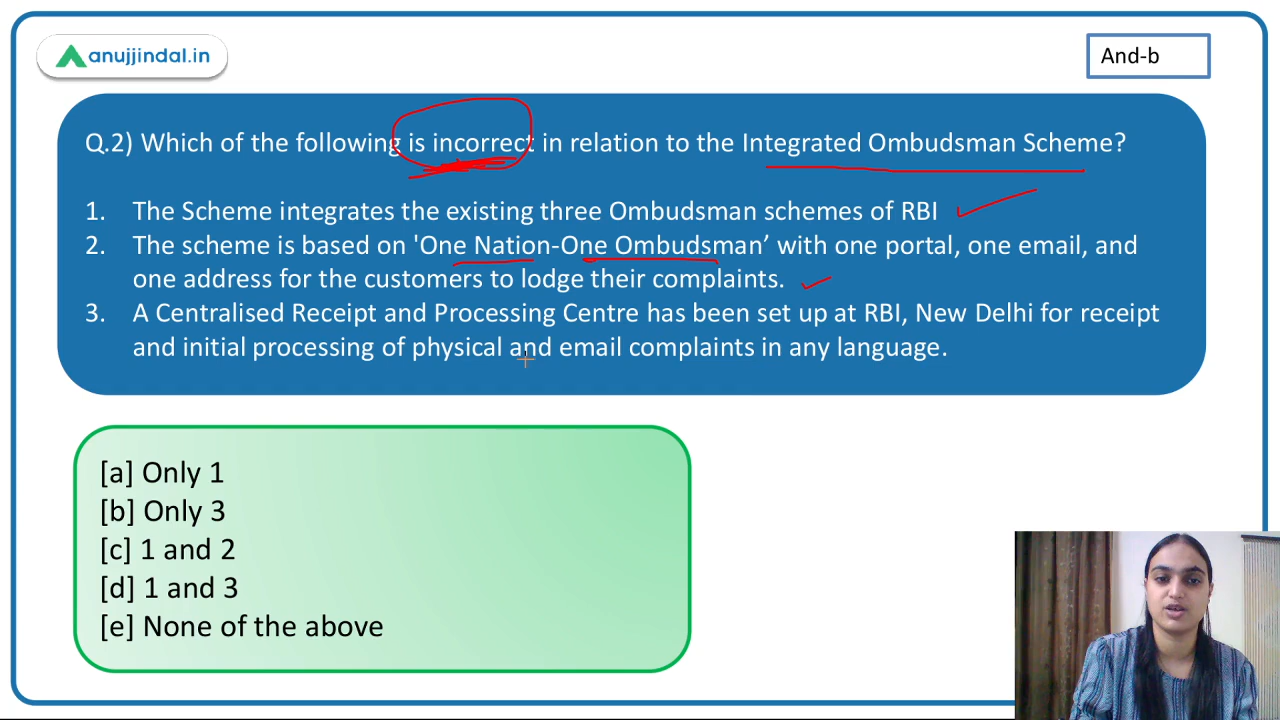 anujjindal.in
And-b
Q.2) Which of the following is incorrect in relation to the Integrated Ombudsman Scheme?
1. The Scheme integrates the existing three Ombudsman schemes of RBI
2. The scheme is based on 'One Nation-One Ombudsman’ with one portal, one email, and
one address for the customers to lodge their complaints.
3. A Centralised Receipt and Processing Centre has been set up at RBI, New Delhi for receipt
and initial processing of physical and email complaints in any language.
[a] Only 1
[b] Only 3
[c] 1 and 2
[d] 1 and 3
[e] None of the above